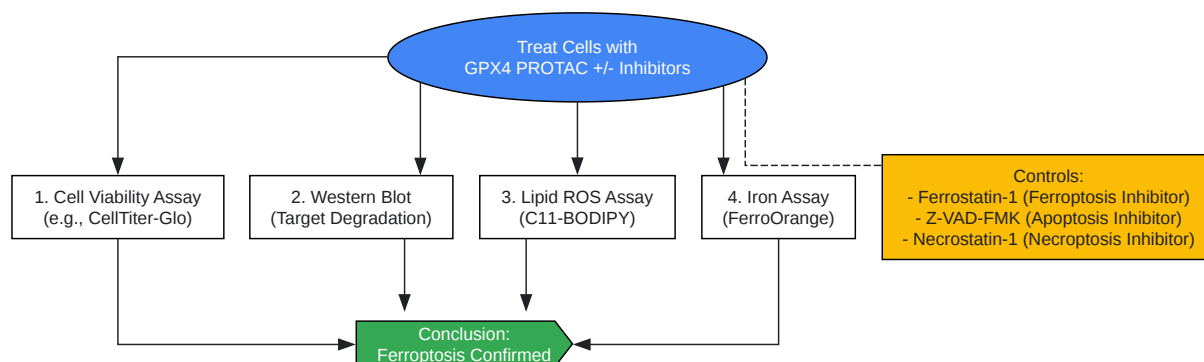 Treat Cells with
GPX4 PROTAC +/- Inhibitors
1. Cell Viability Assay
(e.g., CellTiter-Glo)
2. Western Blot
(Target Degradation)
3. Lipid ROS Assay
(C11-BODIPY)
4. Iron Assay
(FerroOrange)
Controls:
- Ferrostatin-1 (Ferroptosis Inhibitor)
- Z-VAD-FMK (Apoptosis Inhibitor)
- Necrostatin-1 (Necroptosis Inhibitor)
Conclusion:
Ferroptosis Confirmed